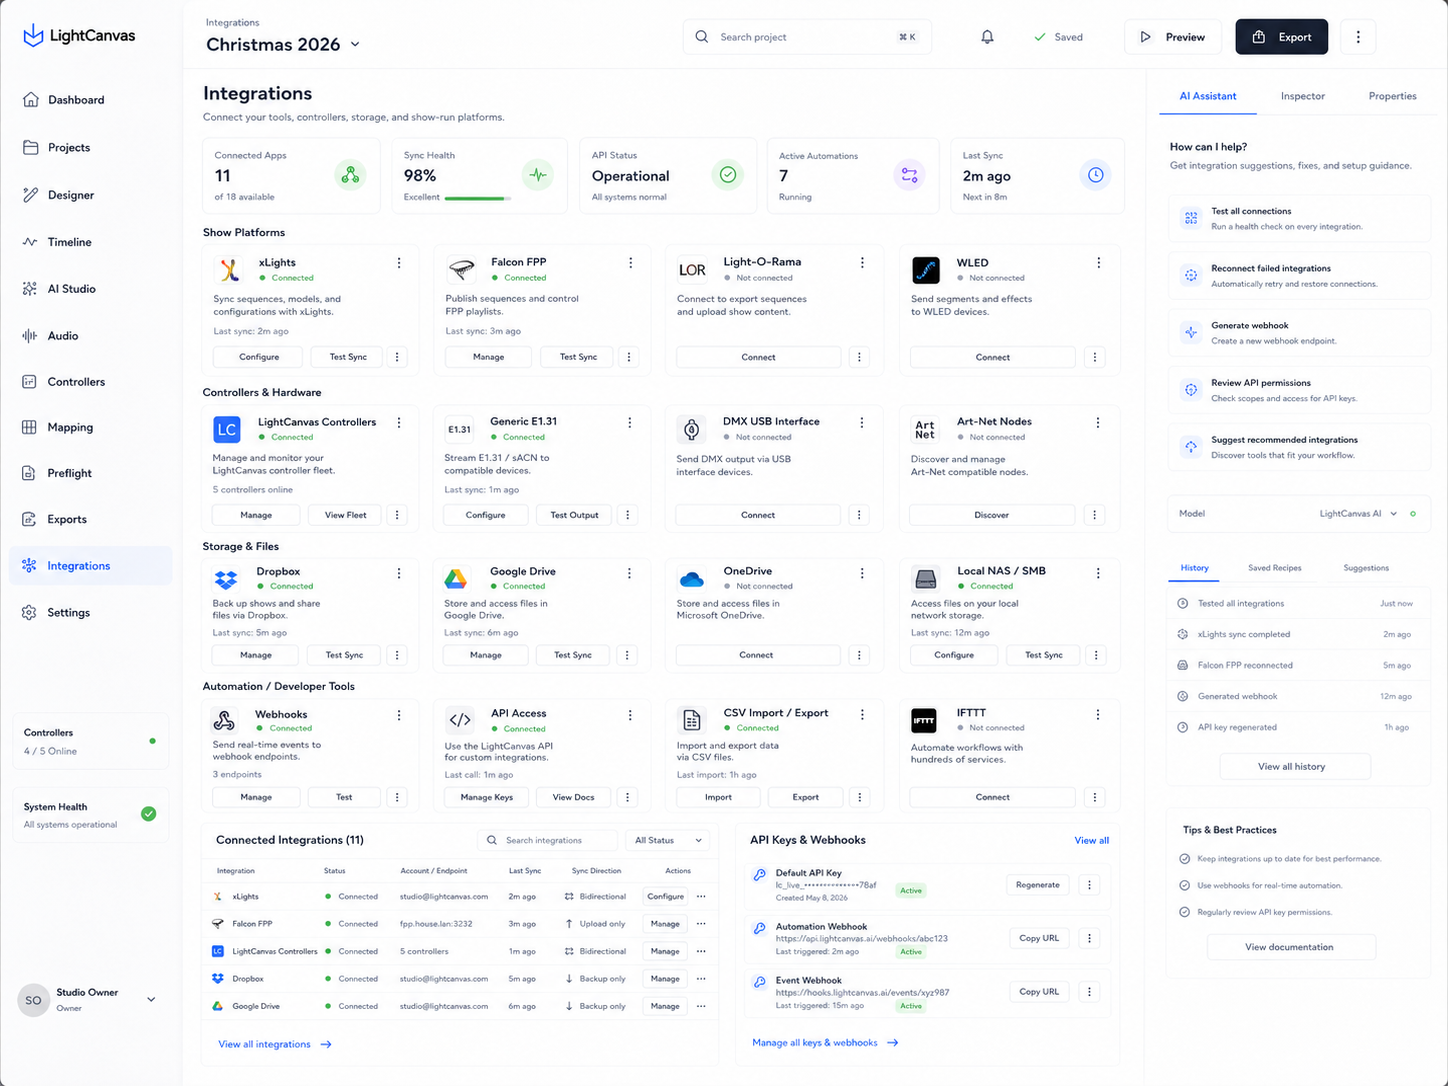 LightCanvas
Dashboard
Projects
Designer
Timeline
AI Studio
Audio
Controllers
Mapping
Preflight
Exports
Integrations
Settings
Controllers
4 / 5 Online
System Health
All systems operational
SO
Studio Owner
Owner
Integrations
Christmas 2026
Search project
⌘ K
Saved
Preview
Export
Integrations
Connect your tools, controllers, storage, and show-run platforms.
Connected Apps
11
of 18 available
Sync Health
98%
Excellent
API Status
Operational
All systems normal
Active Automations
7
Running
Last Sync
2m ago
Next in 8m
Show Platforms
xLights
Connected
Sync sequences, models, and
configurations with xLights.
Last sync: 2m ago
Configure
Test Sync
Falcon FPP
Connected
Publish sequences and control
FPP playlists.
Last sync: 3m ago
Manage
Test Sync
LOR
Light-O-Rama
Not connected
Connect to export sequences
and upload show content.
Connect
WLED
Not connected
Send segments and effects
to WLED devices.
Connect
Controllers & Hardware
LC
LightCanvas Controllers
Connected
Manage and monitor your
LightCanvas controller fleet.
5 controllers online
Manage
View Fleet
E1.31
Generic E1.31
Connected
Stream E1.31 / sACN to
compatible devices.
Last sync: 1m ago
Configure
Test Output
DMX USB Interface
Not connected
Send DMX output via USB
interface devices.
Connect
Art
Net
Art-Net Nodes
Not connected
Discover and manage
Art-Net compatible nodes.
Discover
Storage & Files
Dropbox
Connected
Back up shows and share
files via Dropbox.
Last sync: 5m ago
Manage
Test Sync
Google Drive
Connected
Store and access files in
Google Drive.
Last sync: 6m ago
Manage
Test Sync
OneDrive
Not connected
Store and access files in
Microsoft OneDrive.
Connect
Local NAS / SMB
Connected
Access files on your local
network storage.
Last sync: 12m ago
Configure
Test Sync
Automation / Developer Tools
Webhooks
Connected
Send real-time events to
webhook endpoints.
3 endpoints
Manage
Test
</>
API Access
Connected
Use the LightCanvas API
for custom integrations.
Last call: 1m ago
Manage Keys
View Docs
CSV Import / Export
Connected
Import and export data
via CSV files.
Last import: 1h ago
Import
Export
IFTTT
IFTTT
Not connected
Automate workflows with
hundreds of services.
Connect
Connected Integrations (11)
Search integrations
All Status
Integration Status Account / Endpoint Last Sync Sync Direction Actions
xLights Connected studio@lightcanvas.com 2m ago Bidirectional Configure
Falcon FPP Connected fpp.house.lan:3232 3m ago Upload only Manage
LC LightCanvas Controllers Connected 5 controllers 1m ago Bidirectional Manage
Dropbox Connected studio@lightcanvas.com 5m ago Backup only Manage
Google Drive Connected studio@lightcanvas.com 6m ago Backup only Manage
View all integrations
API Keys & Webhooks
View all
Default API Key
lc_live_••••••••••••••78af
Created May 8, 2026
Active
Regenerate
Automation Webhook
https://api.lightcanvas.ai/webhooks/abc123
Last triggered: 2m ago
Active
Copy URL
Event Webhook
https://hooks.lightcanvas.ai/events/xyz987
Last triggered: 15m ago
Active
Copy URL
Manage all keys & webhooks
AI Assistant
Inspector
Properties
How can I help?
Get integration suggestions, fixes, and setup guidance.
Test all connections
Run a health check on every integration.
Reconnect failed integrations
Automatically retry and restore connections.
Generate webhook
Create a new webhook endpoint.
Review API permissions
Check scopes and access for API keys.
Suggest recommended integrations
Discover tools that fit your workflow.
Model
LightCanvas AI
History
Saved Recipes
Suggestions
Tested all integrations Just now
xLights sync completed 2m ago
Falcon FPP reconnected 5m ago
Generated webhook 12m ago
API key regenerated 1h ago
View all history
Tips & Best Practices
Keep integrations up to date for best performance.
Use webhooks for real-time automation.
Regularly review API key permissions.
View documentation